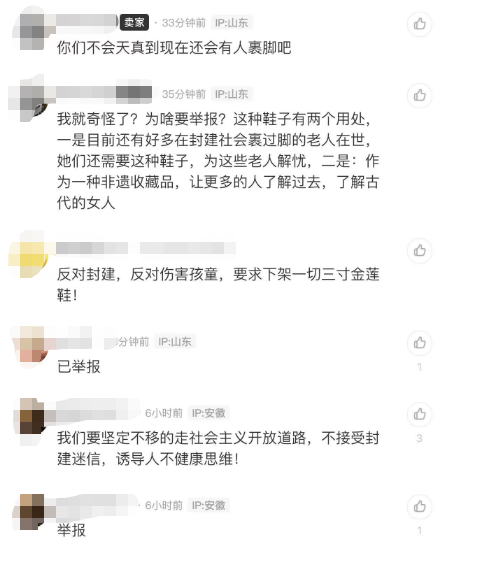 卖家 · 33分钟前 IP:山东
你们不会天真到现在还会有人裹脚吧
35分钟前 IP:山东
我就奇怪了？为啥要举报？这种鞋子有两个用处，
一是目前还有好多在封建社会裹过脚的老人在世，
她们还需要这种鞋子，为这些老人解忧，二是：作
为一种非遗收藏品，让更多的人了解过去，了解古
代的女人
反对封建，反对伤害孩童，要求下架一切三寸金莲
鞋！
分钟前 IP:山东
已举报
1
6小时前 IP:安徽
我们要坚定不移的走社会主义开放道路，不接受封
建迷信，诱导人不健康思维！
3
· 6小时前 IP:安徽
举报
1